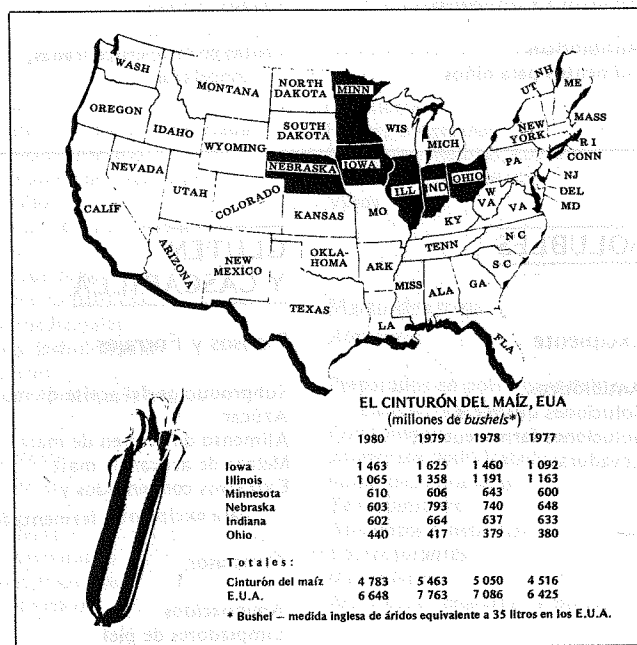 WASH
MONTANA
NORTH
DAKOTA
MINN
NH
UT
ME
OREGON
IDAHO
SOUTH
DAKOTA
WIS
MICH
NEW
YORK
MASS
WYOMING
R I
CONN
NEVADA
NEBRASKA
IOWA
PA
NJ
UTAH
COLORADO
ILL
IND
OHIO
W
VA
DEL
MD
CALÍF
KANSAS
MO
KY
VA
ARIZONA
NEW
MEXICO
OKLA-
HOMA
ARK
TENN
N C
S C
TEXAS
MISS
ALA
GA
LA
FLA
EL CINTURÓN DEL MAÍZ, EUA
(millones de bushels*)
1980 1979 1978 1977
Iowa 1 463 1 625 1 460 1 092
Illinois 1 065 1 358 1 191 1 163
Minnesota 610 606 643 600
Nebraska 603 793 740 648
Indiana 602 664 637 633
Ohio 440 417 379 380
Totales:
Cinturón del maíz 4 783 5 463 5 050 4 516
E.U.A. 6 648 7 763 7 086 6 425
* Bushel — medida inglesa de áridos equivalente a 35 litros en los E.U.A.